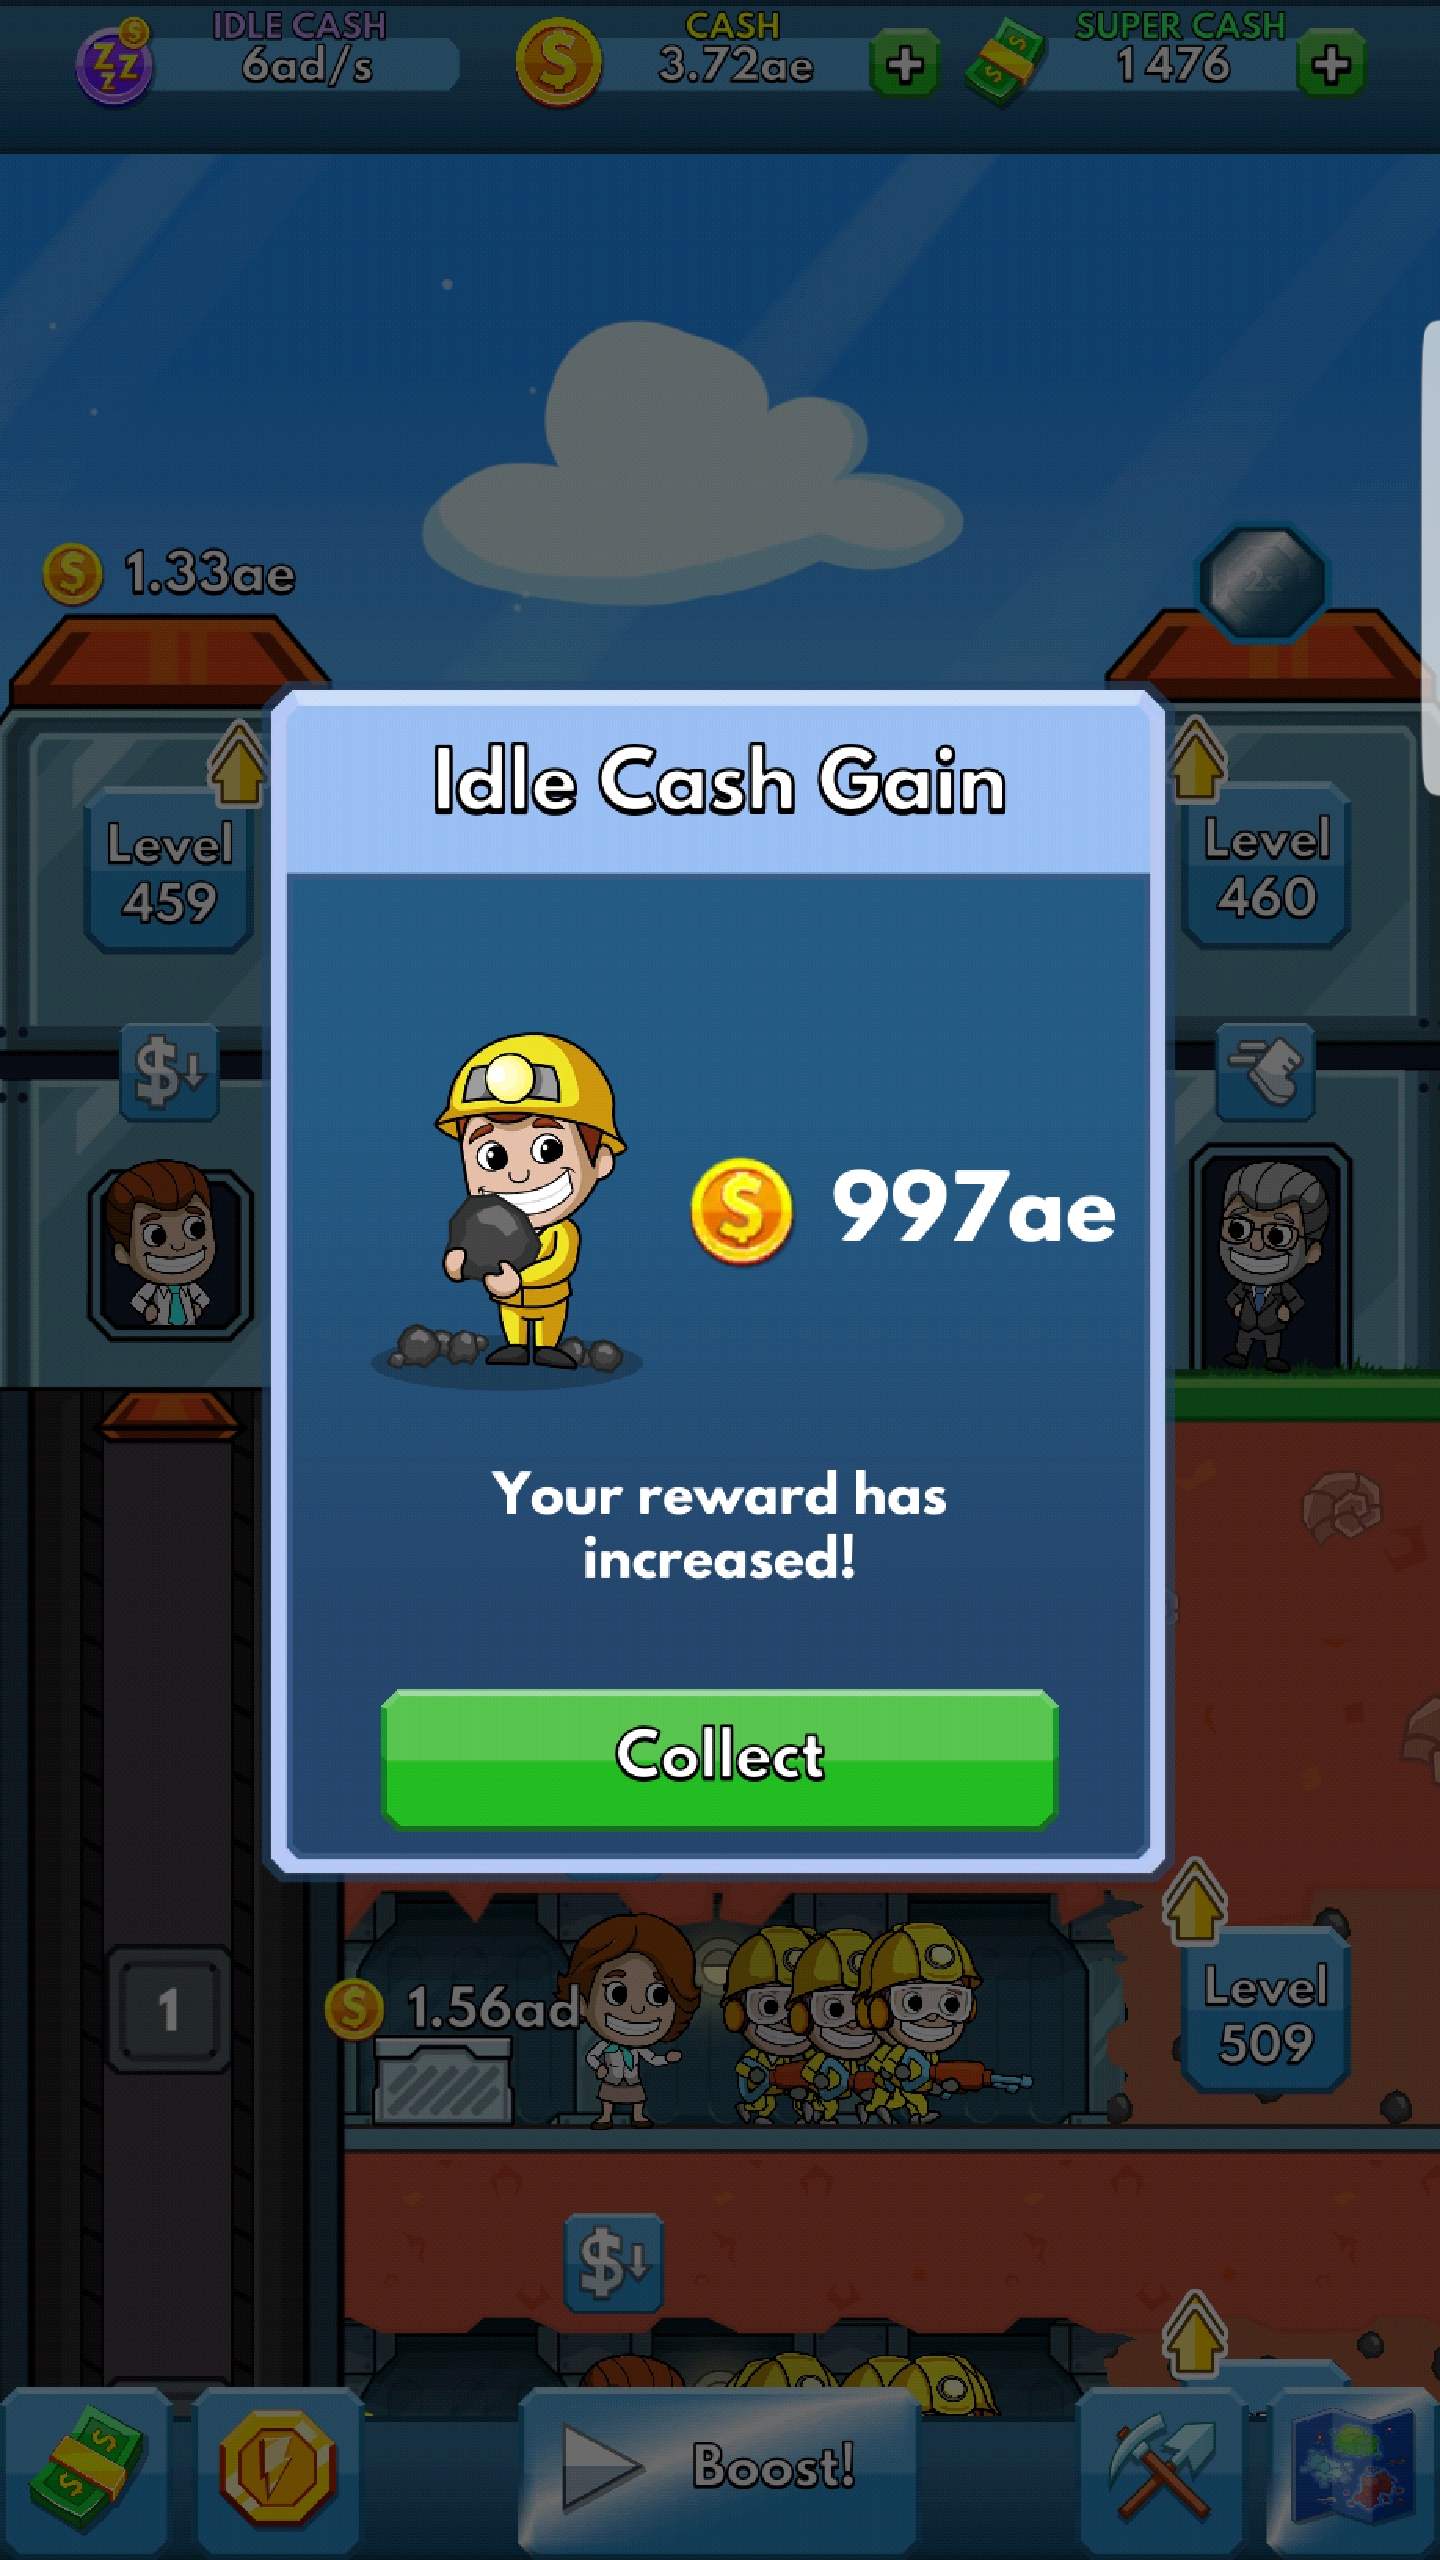 IDLE CASH
6ad/s
CASH
3.72ae
SUPER CASH
1476
1.33ae
2x
Idle Cash Gain
Level
459
Level
460
997ae
Your reward has
increased!
Collect
1
1.56ad
Level
509
Boost!